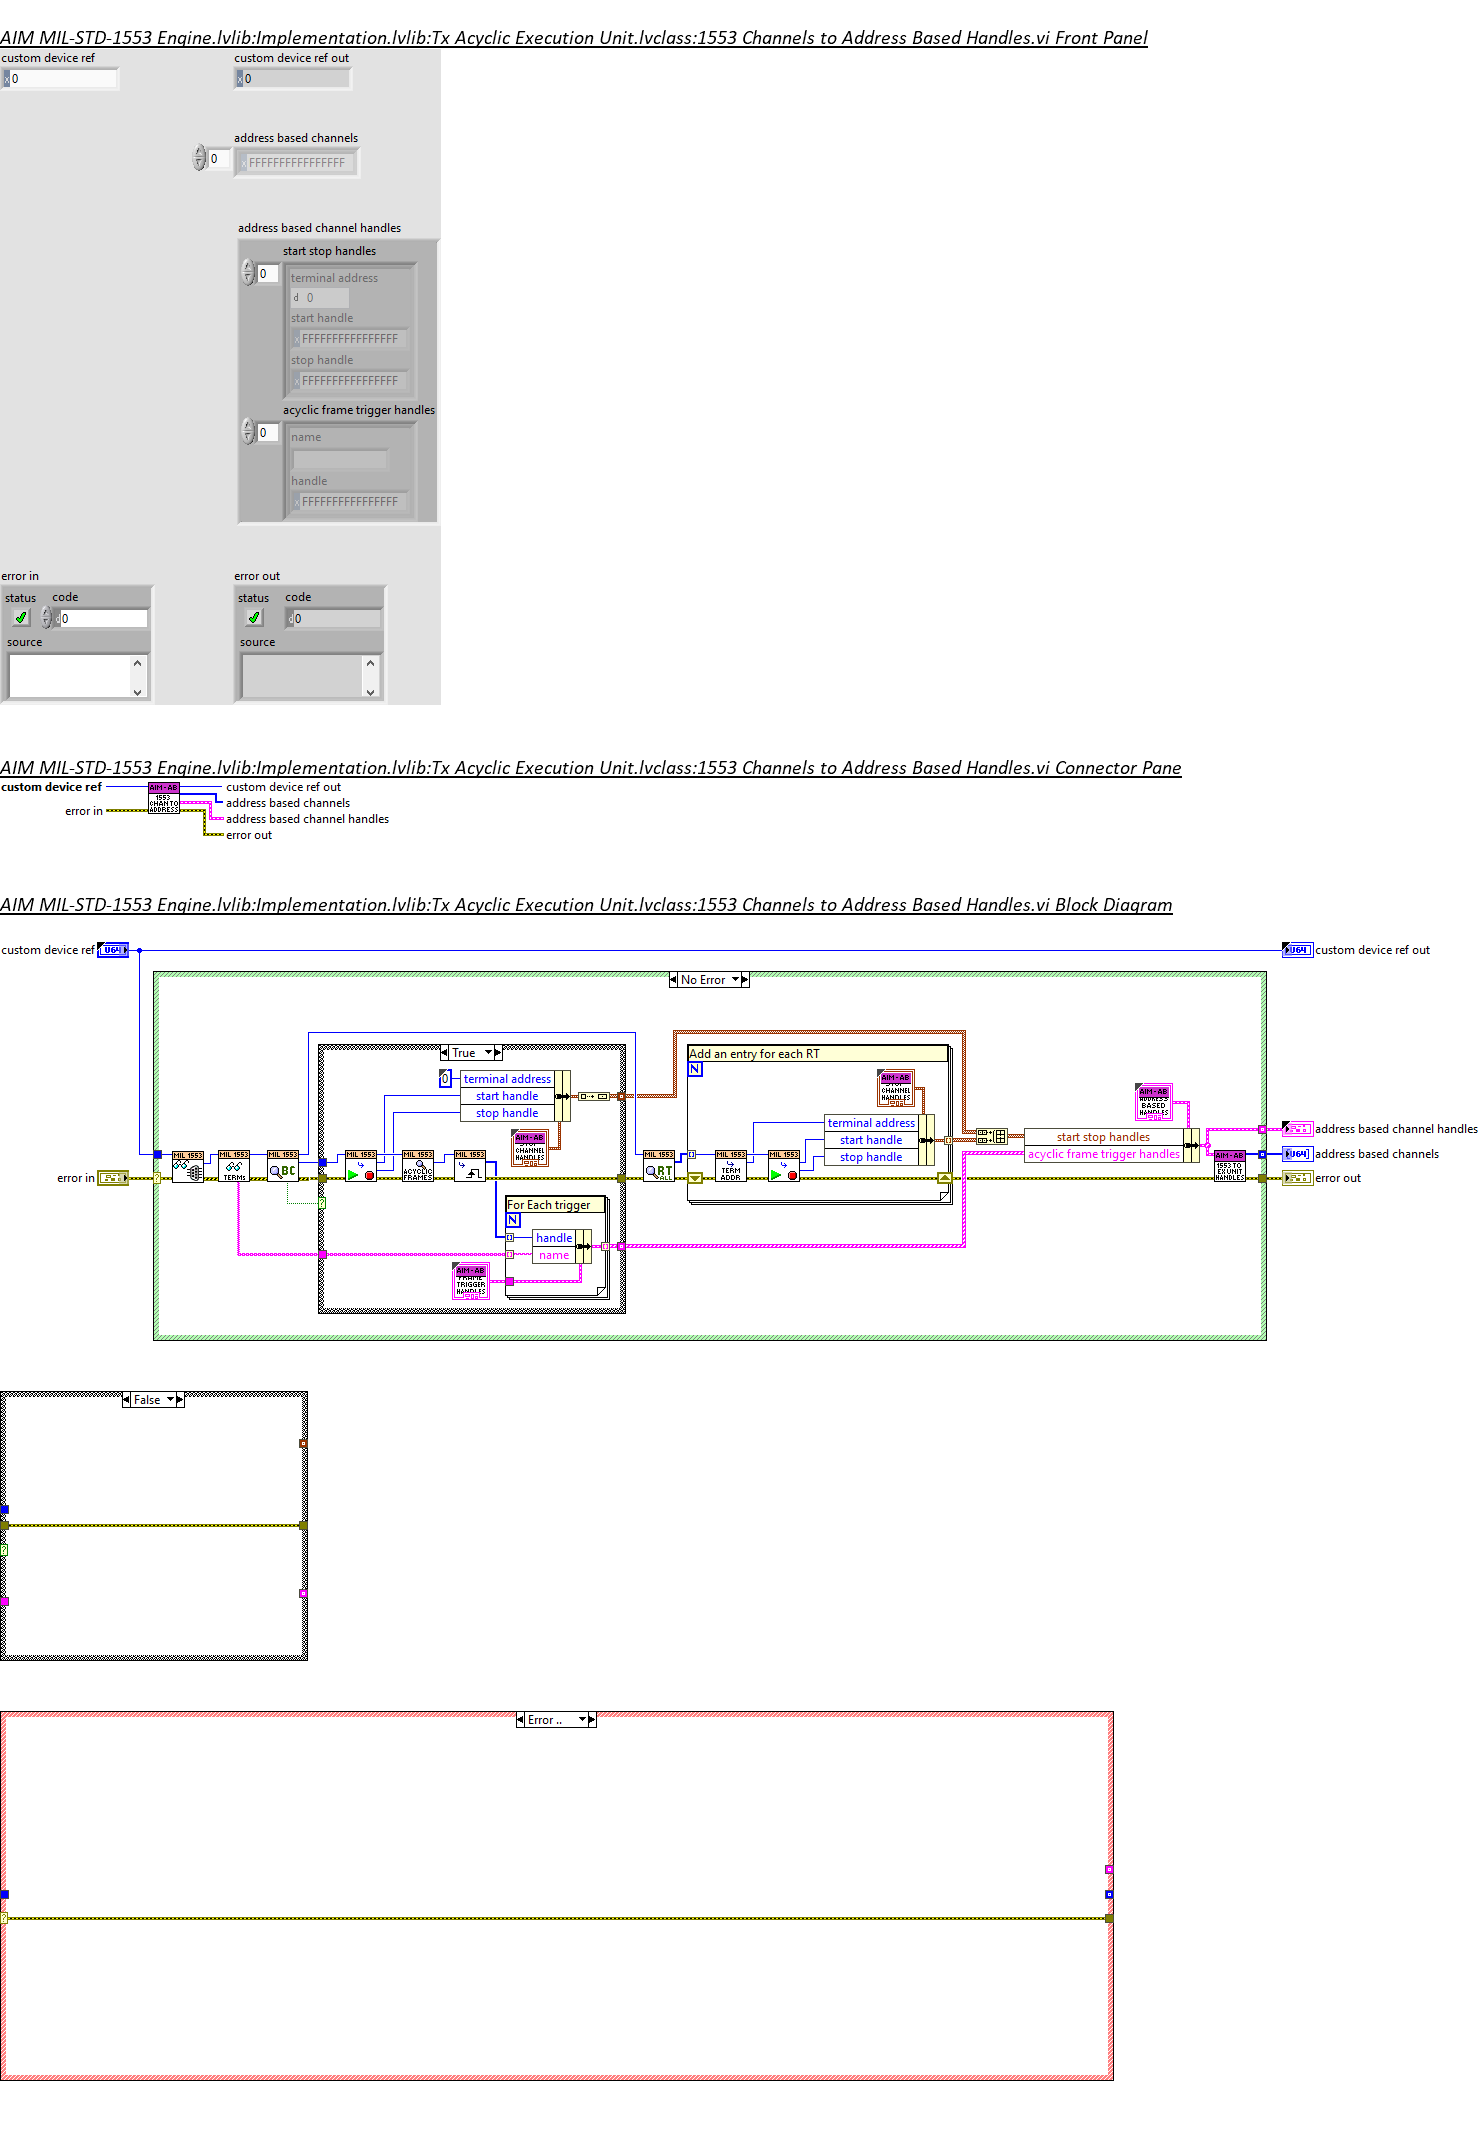 AIM MIL-STD-1553 Engine.lvlib:Implementation.lvlib:Tx Acyclic Execution Unit.lvclass:1553 Channels to Address Based Handles.vi Front Panel
custom device ref
custom device ref out
x 0
x 0
address based channels
0
x FFFFFFFFFFFFFFFF
address based channel handles
start stop handles
0
terminal address
d 0
start handle
x FFFFFFFFFFFFFFFF
stop handle
x FFFFFFFFFFFFFFFF
acyclic frame trigger handles
0
name
handle
x FFFFFFFFFFFFFFFF
error in
error out
status code
status code
d 0
d 0
source
source
AIM MIL-STD-1553 Engine.lvlib:Implementation.lvlib:Tx Acyclic Execution Unit.lvclass:1553 Channels to Address Based Handles.vi Connector Pane
custom device ref
AIM-AB
1553
CHAN TO
ADDRESS
custom device ref out
address based channels
error in
address based channel handles
error out
AIM MIL-STD-1553 Engine.lvlib:Implementation.lvlib:Tx Acyclic Execution Unit.lvclass:1553 Channels to Address Based Handles.vi Block Diagram
custom device ref
U64
U64
custom device ref out
No Error
True
Add an entry for each RT
N
0
terminal address
start handle
stop handle
AIM-AB
STOP
CHANNEL
HANDLES
AIM-AB
STOP
CHANNEL
HANDLES
terminal address
start handle
stop handle
AIM-AB
ADDRESS
BASED
HANDLES
start stop handles
acyclic frame trigger handles
address based channel handles
U64
address based channels
error in
error out
MIL 1553
MIL 1553
TERMs
MIL 1553
BC
MIL 1553
MIL 1553
ACYCLIC
FRAMES
MIL 1553
MIL 1553
RT
ALL
MIL 1553
TERM
ADDR
MIL 1553
AIM-AB
1553 TO
EX UNIT
HANDLES
For Each trigger
N
handle
name
AIM-AB
FRAME
TRIGGER
HANDLES
False
Error ..